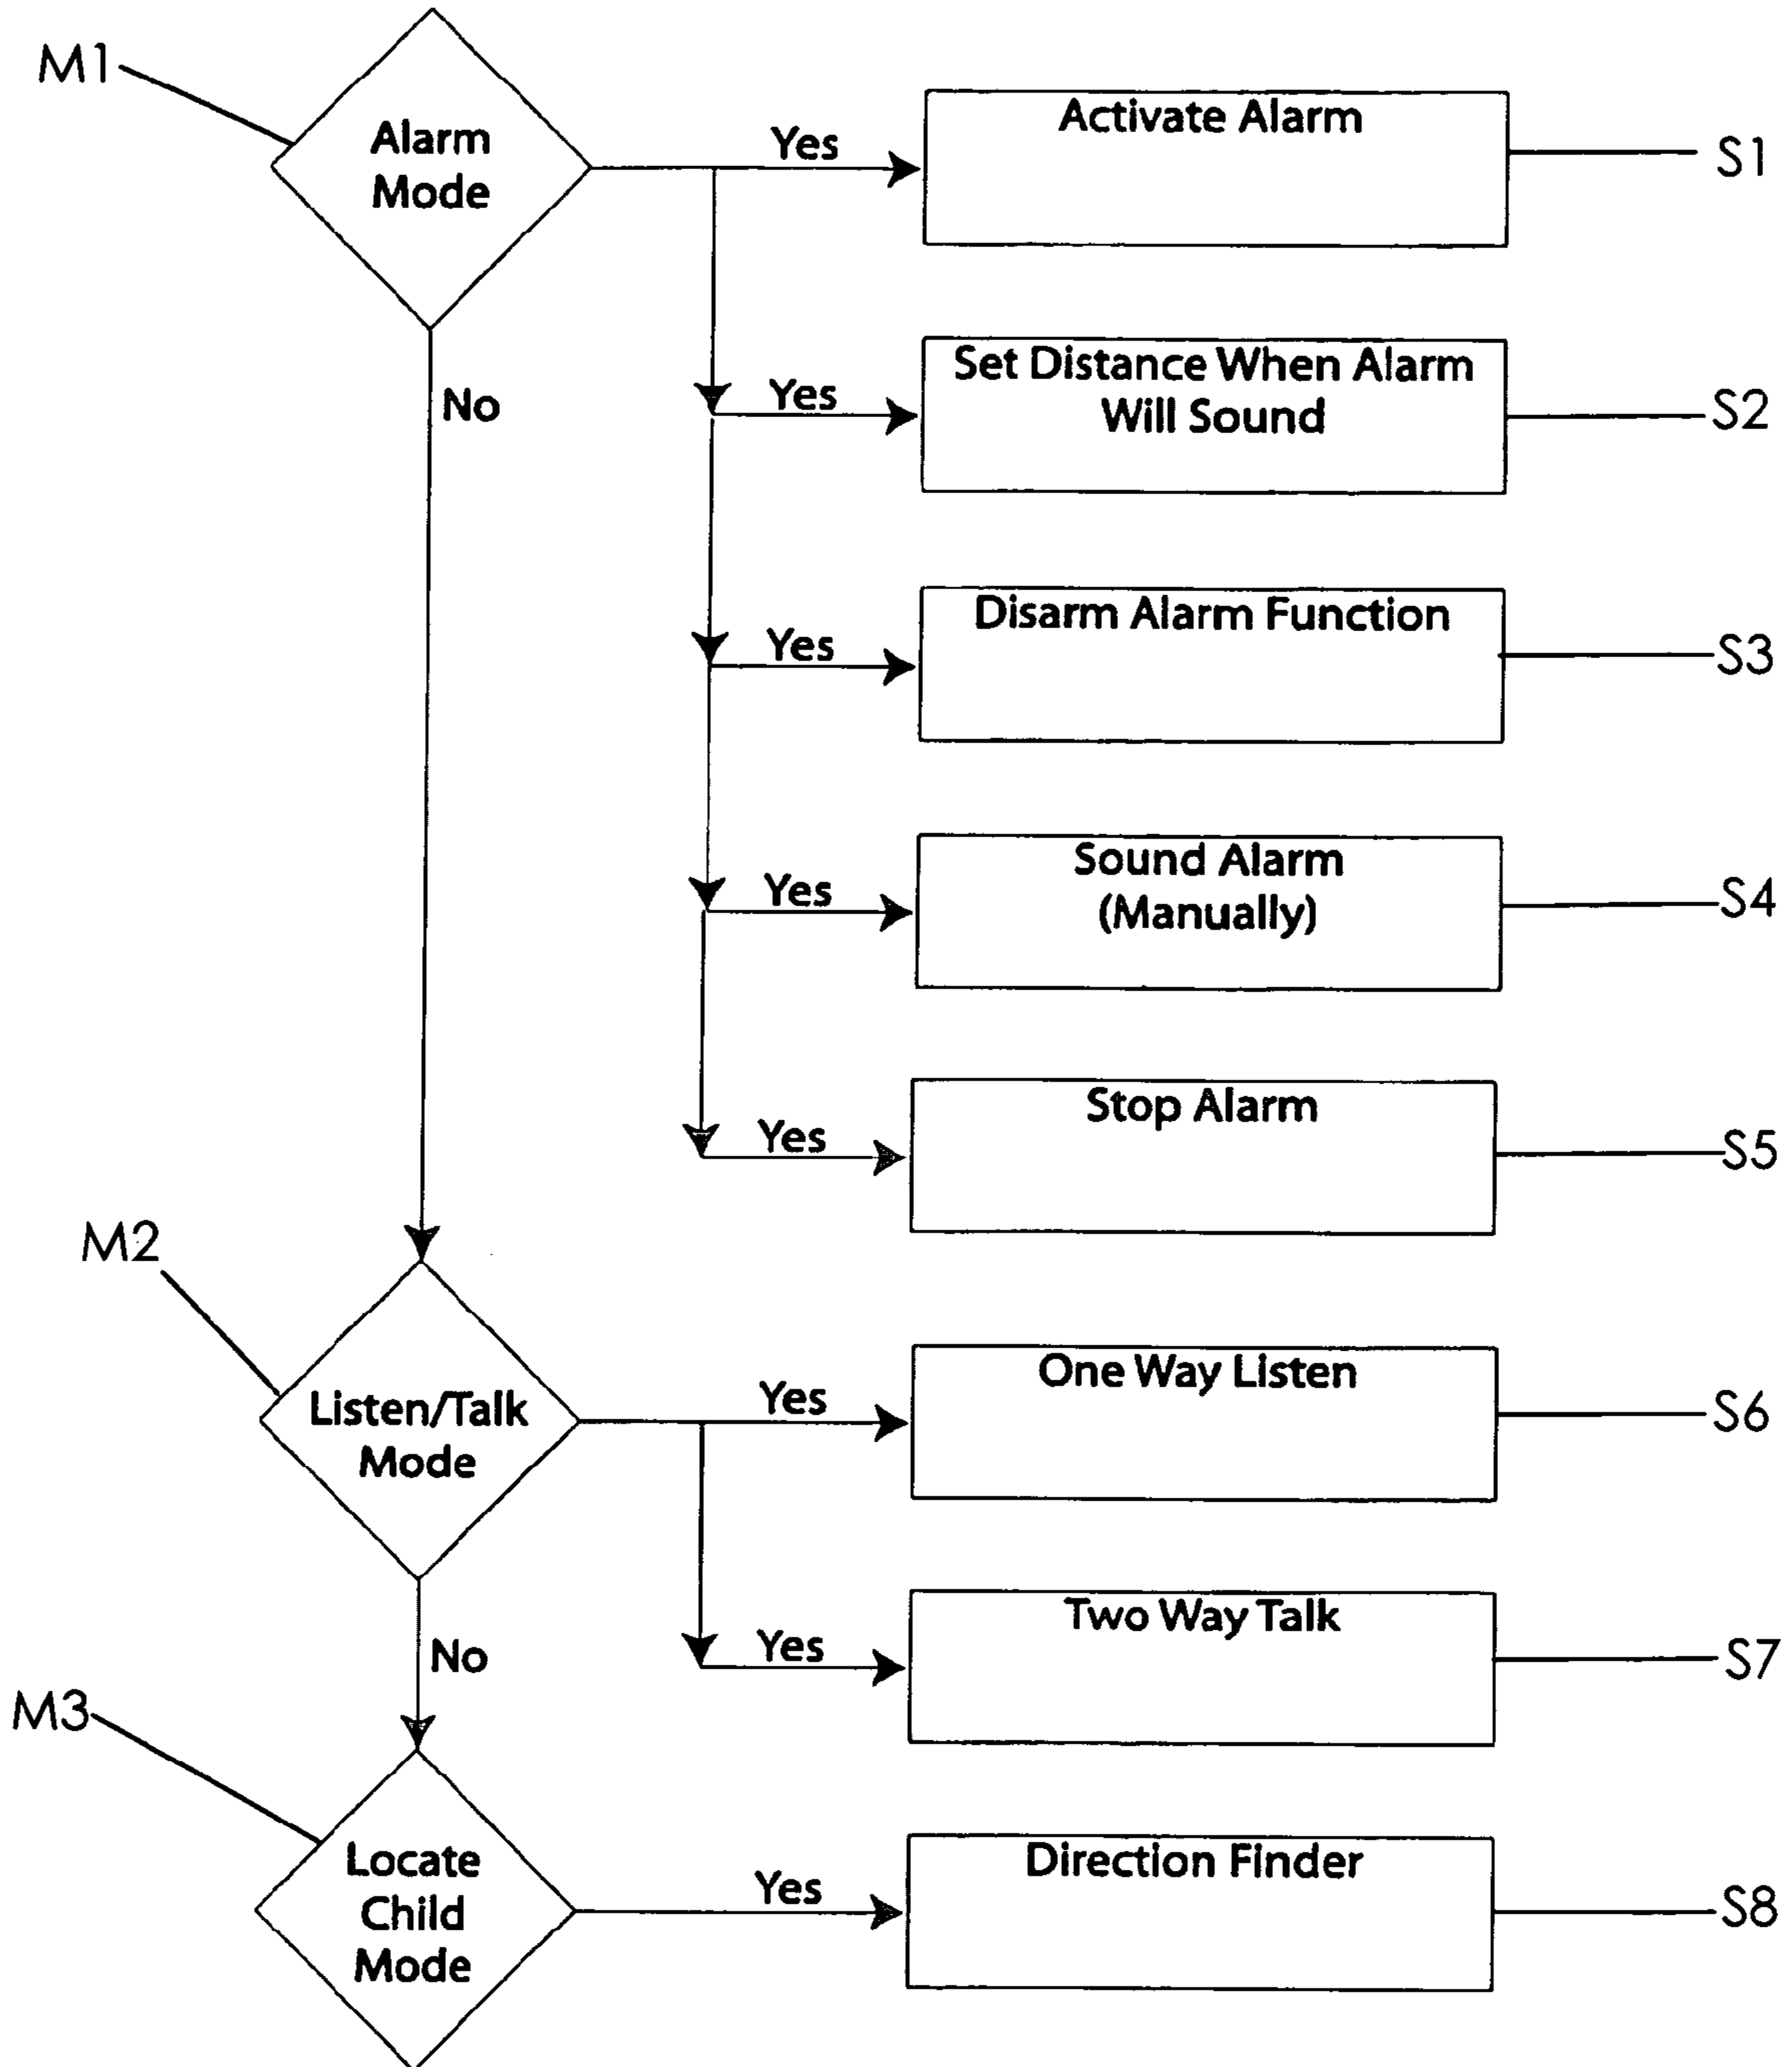 M1
Alarm
Mode
Yes
Activate Alarm
S1
Yes
Set Distance When Alarm
Will Sound
S2
No
Yes
Disarm Alarm Function
S3
Yes
Sound Alarm
(Manually)
S4
Yes
Stop Alarm
S5
M2
Listen/Talk
Mode
Yes
One Way Listen
S6
Yes
Two Way Talk
S7
No
M3
Locate
Child
Mode
Yes
Direction Finder
S8